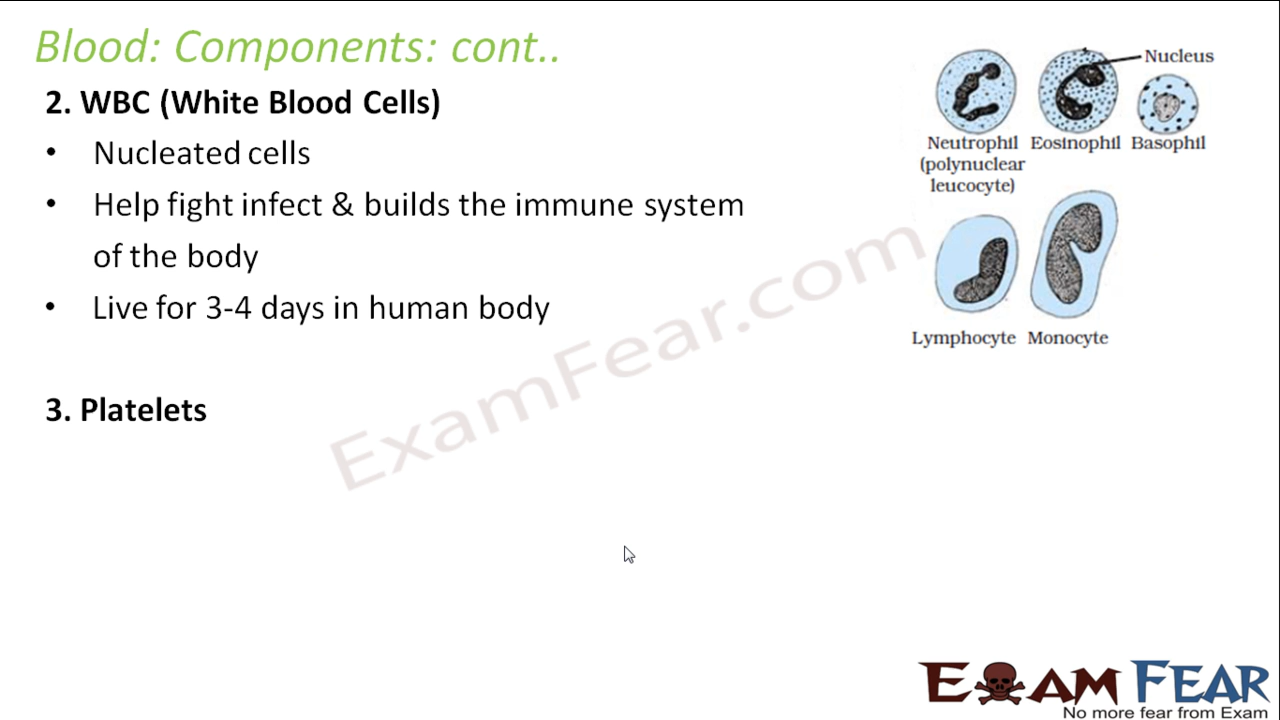 Blood: Components: cont..
2. WBC (White Blood Cells)
• Nucleated cells
• Help fight infect & builds the immune system
of the body
• Live for 3-4 days in human body
3. Platelets
Nucleus
Neutrophil Eosinophil Basophil
(polynuclear
leucocyte)
Lymphocyte Monocyte
ExamFear.com
EXAM FEAR
No more fear from Exam